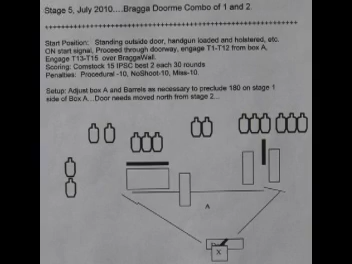 Stage 5, July 2010....Bragga Doorme Combo of 1 and 2.
++++++++++++++++++++++++++++++++++++++++++++++++++++++
Start Position: Standing outside door, handgun loaded and holstered, etc.
ON start signal, Proceed through doorway, engage T1-T12 from box A,
Engage T13-T15 over BraggaWall.
Scoring: Comstock 15 IPSC best 2 each 30 rounds
Penalties: Procedural -10, NoShoot-10, Miss-10.
Setup: Adjust box A and Barrels as necessary to preclude 180 on stage 1
side of Box A...Door needs moved north from stage 2...
A
X